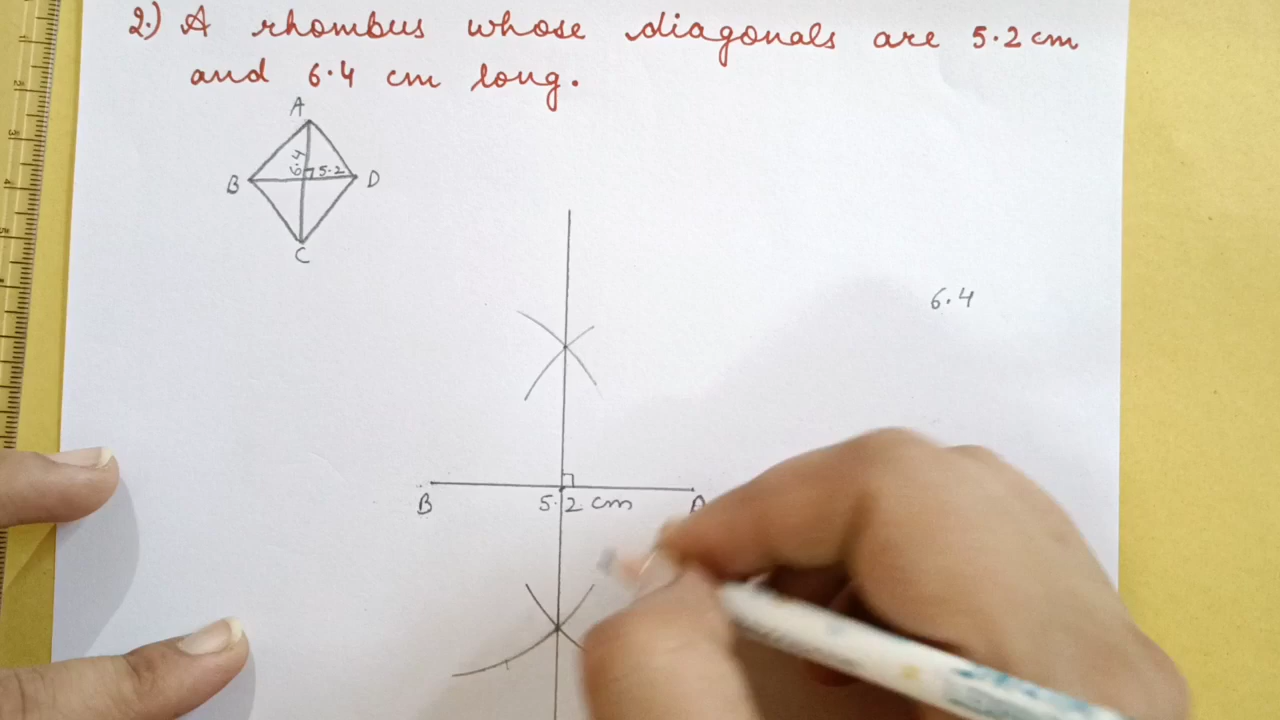 2.) A rhombus whose diagonals are 5.2 cm
and 6.4 cm long.
A
6.4
5.2
B
D
C
6.4
B
5.2 cm